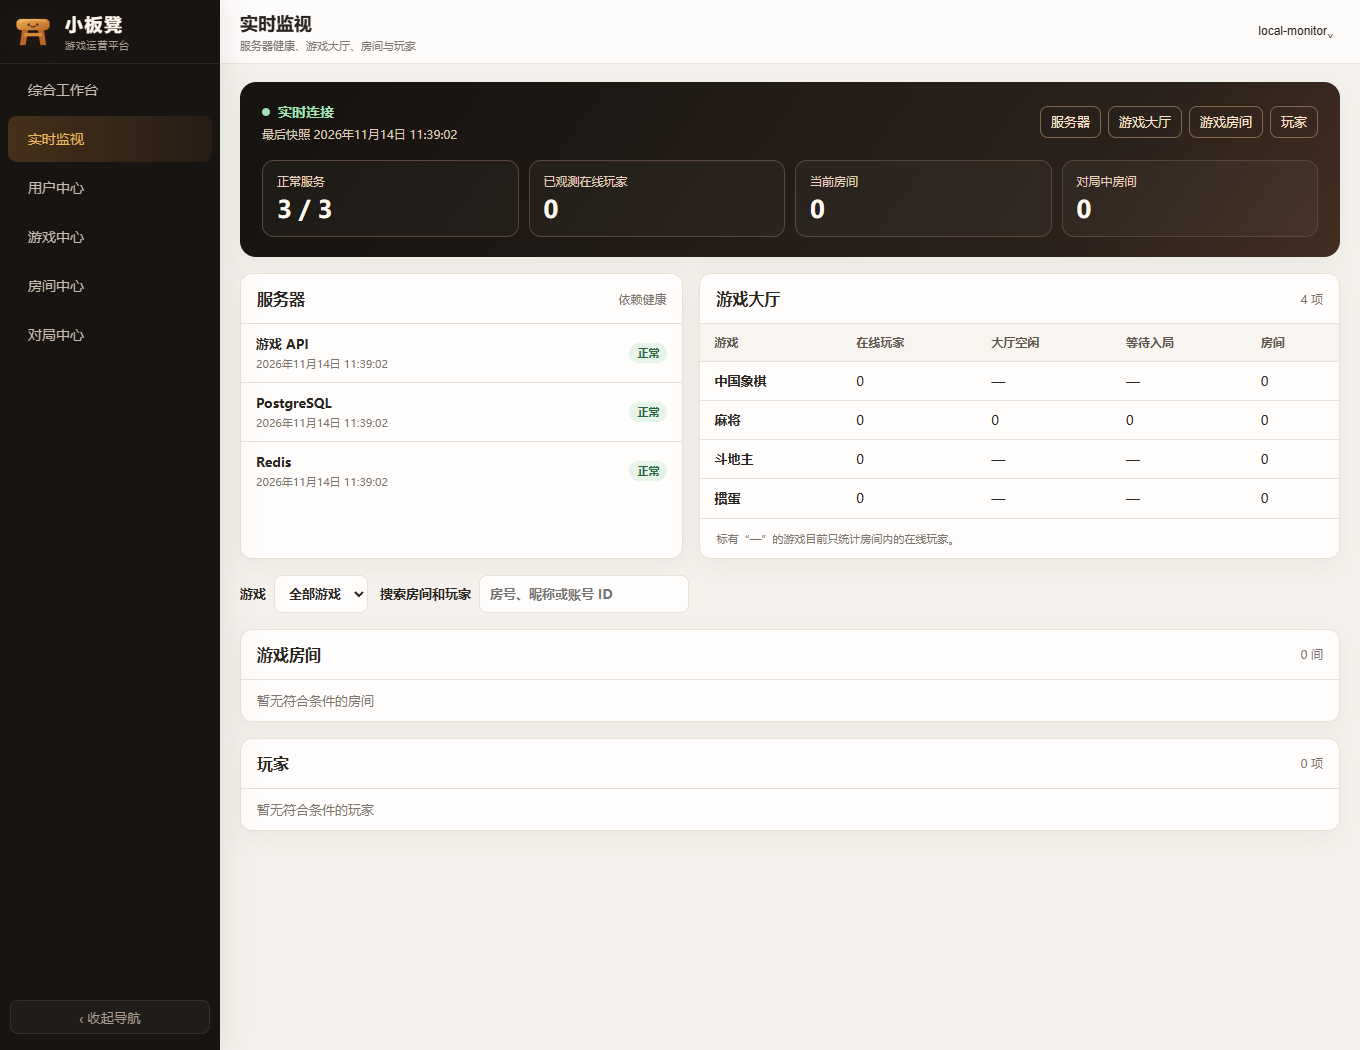 小板凳
游戏运营平台
综合工作台
实时监视
用户中心
游戏中心
房间中心
对局中心
‹ 收起导航
实时监视
服务器健康、游戏大厅、房间与玩家
local-monitor
实时连接
最后快照 2026年11月14日 11:39:02
服务器 游戏大厅 游戏房间 玩家
正常服务 已观测在线玩家 当前房间 对局中房间
3 / 3 0 0 0
服务器 依赖健康
游戏 API
2026年11月14日 11:39:02
正常
PostgreSQL
2026年11月14日 11:39:02
正常
Redis
2026年11月14日 11:39:02
正常
游戏大厅 4 项
游戏 在线玩家 大厅空闲 等待入局 房间
中国象棋 0 — — 0
麻将 0 0 0 0
斗地主 0 — — 0
掼蛋 0 — — 0
标有“—”的游戏目前只统计房间内的在线玩家。
游戏 全部游戏 搜索房间和玩家 房号、昵称或账号 ID
游戏房间 0 间
暂无符合条件的房间
玩家 0 项
暂无符合条件的玩家